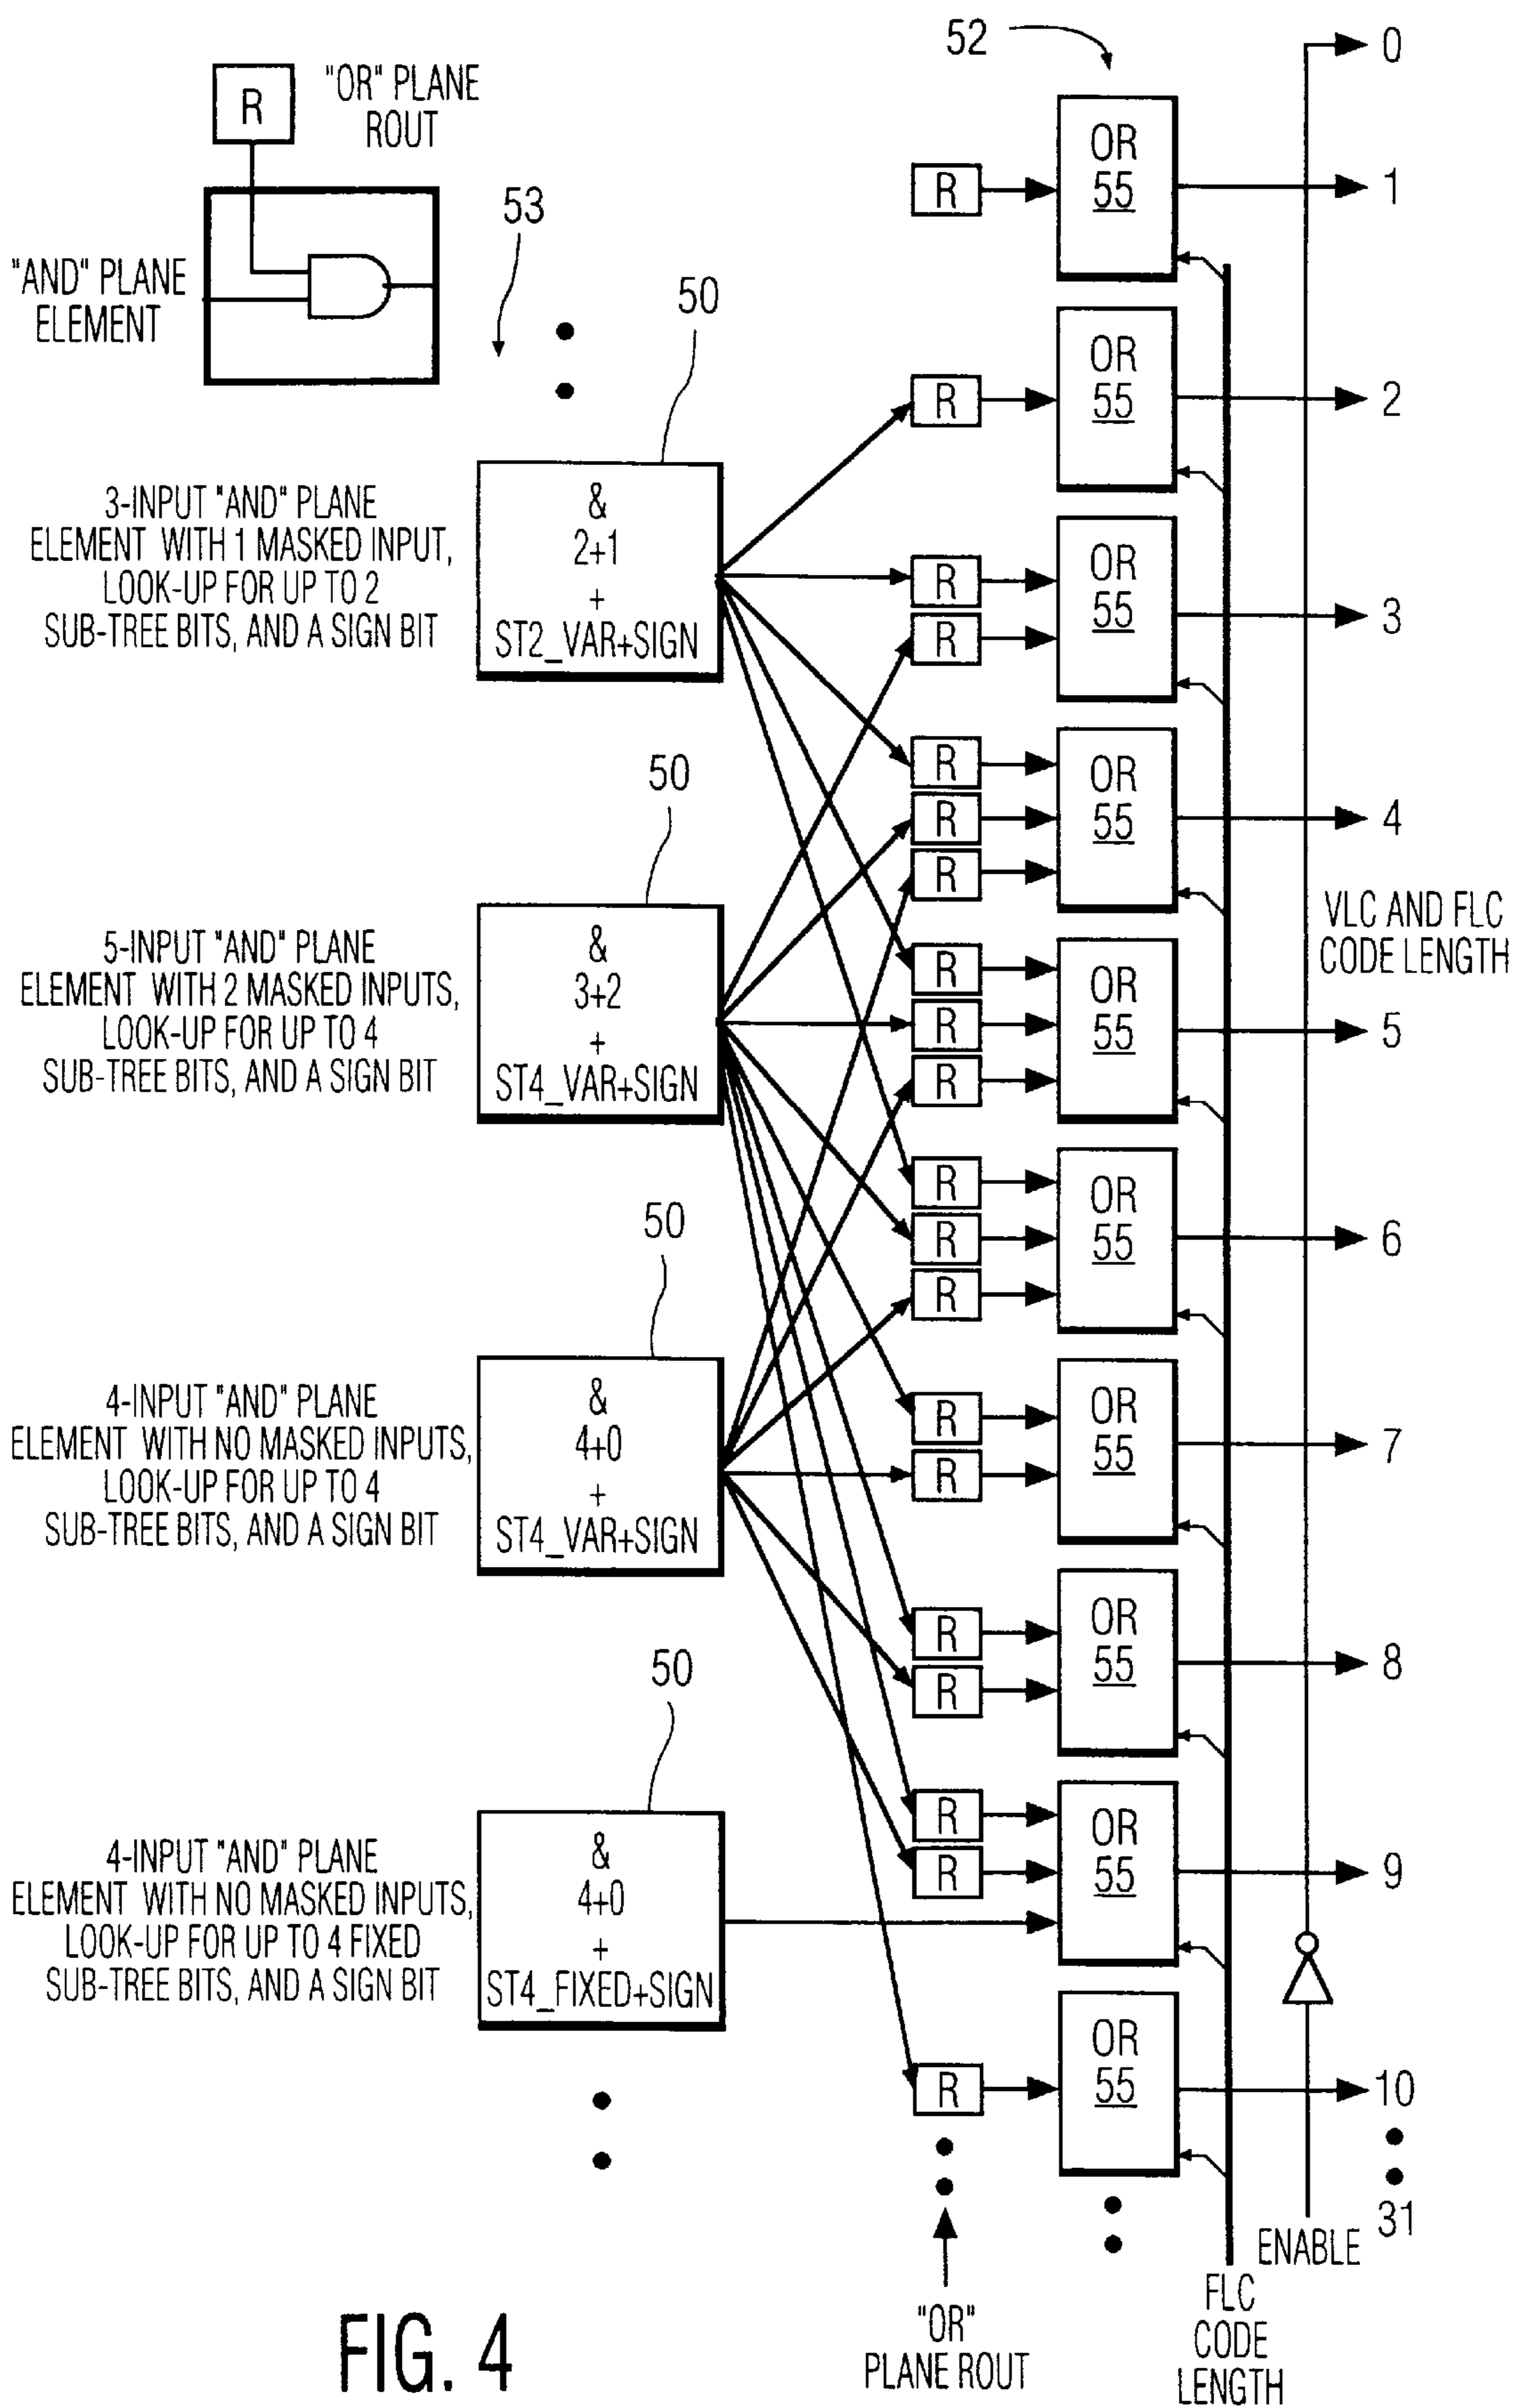 52
0
R
"OR" PLANE
ROUT
"AND" PLANE
ELEMENT
53
R
OR
55
1
R
OR
55
2
50
3-INPUT "AND" PLANE
ELEMENT WITH 1 MASKED INPUT,
LOOK-UP FOR UP TO 2
SUB-TREE BITS, AND A SIGN BIT
&
2+1
+
ST2_VAR+SIGN
R
R
OR
55
3
R
R
R
OR
55
4
VLC AND FLC
CODE LENGTH
50
5-INPUT "AND" PLANE
ELEMENT WITH 2 MASKED INPUTS,
LOOK-UP FOR UP TO 4
SUB-TREE BITS, AND A SIGN BIT
&
3+2
+
ST4_VAR+SIGN
R
R
R
OR
55
5
R
R
R
OR
55
6
50
4-INPUT "AND" PLANE
ELEMENT WITH NO MASKED INPUTS,
LOOK-UP FOR UP TO 4
SUB-TREE BITS, AND A SIGN BIT
&
4+0
+
ST4_VAR+SIGN
R
R
OR
55
7
R
R
OR
55
8
50
4-INPUT "AND" PLANE
ELEMENT WITH NO MASKED INPUTS,
LOOK-UP FOR UP TO 4 FIXED
SUB-TREE BITS, AND A SIGN BIT
&
4+0
+
ST4_FIXED+SIGN
R
R
OR
55
9
R
OR
55
10
31
ENABLE
FLC
CODE
LENGTH
"OR"
PLANE ROUT
FIG. 4